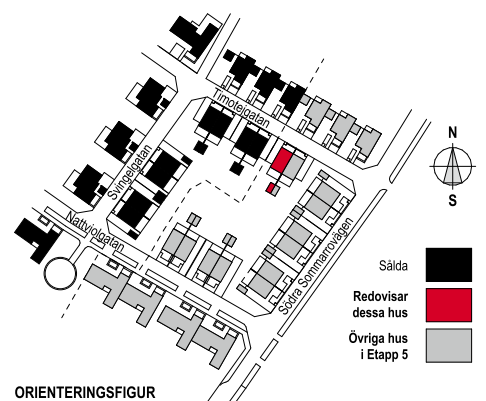 Timotejgatan
Svingelgatan
Nattviolgatan
Södra Sommarrovägen
N
S
Sålda
Redovisar
dessa hus
Övriga hus
i Etapp 5
ORIENTERINGSFIGUR